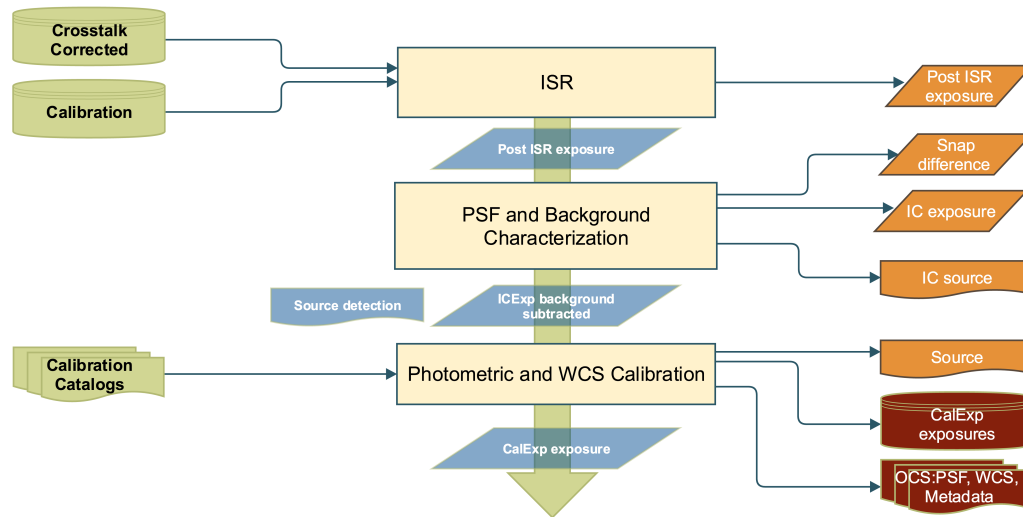 Crosstalk
Corrected
Calibration
ISR
Post ISR
exposure
Post ISR exposure
Snap
difference
PSF and Background
Characterization
IC exposure
IC source
Source detection
ICExp background
subtracted
Calibration
Catalogs
Photometric and WCS Calibration
Source
CalExp
exposures
CalExp exposure
OCS:PSF, WCS,
Metadata